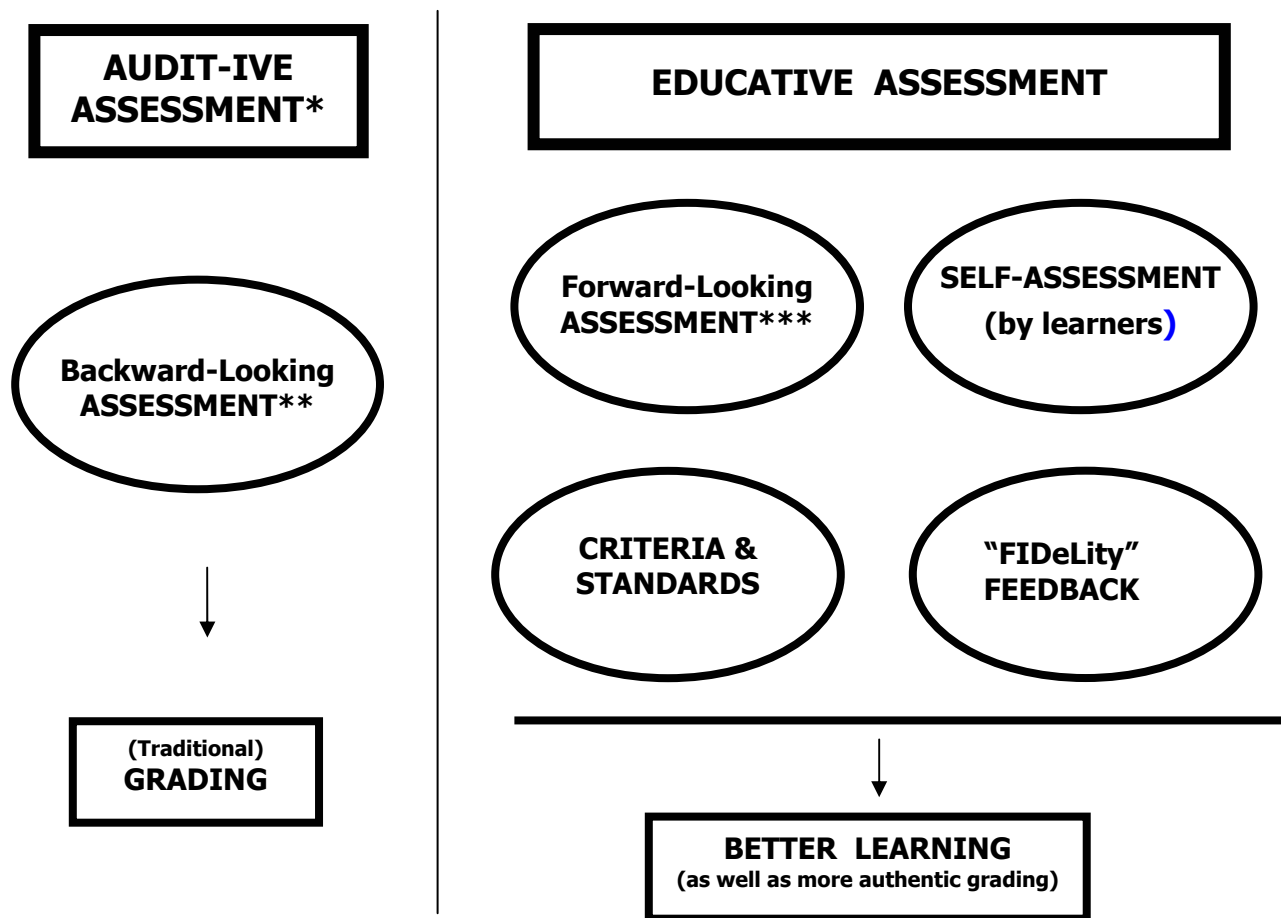 AUDIT-IVE
ASSESSMENT*
Backward-Looking
ASSESSMENT**
(Traditional)
GRADING
EDUCATIVE ASSESSMENT
Forward-Looking
ASSESSMENT***
SELF-ASSESSMENT
(by learners)
CRITERIA &
STANDARDS
“FIDeLity”
FEEDBACK
BETTER LEARNING
(as well as more authentic grading)